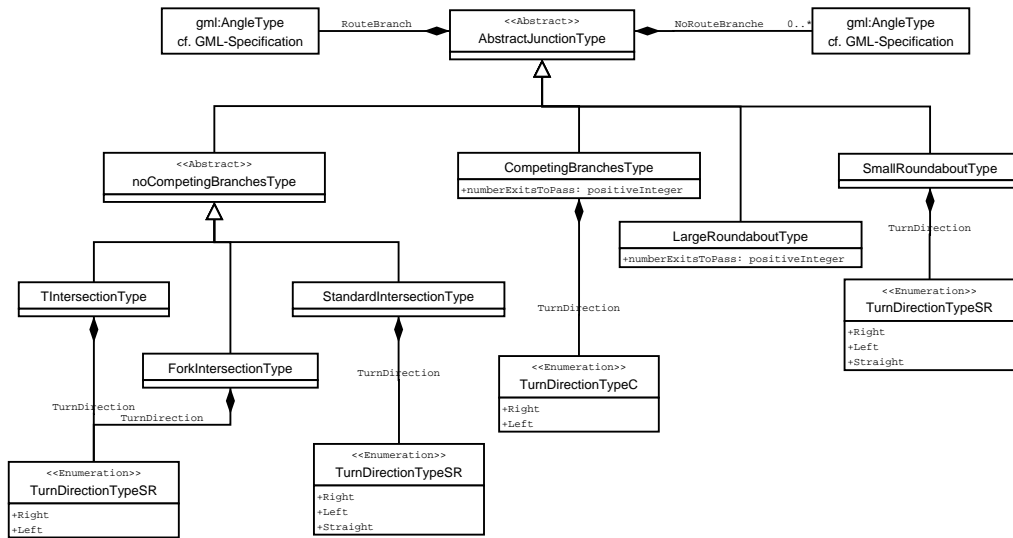 gml:AngleType
cf. GML-Specification
RouteBranch
<<Abstract>>
AbstractJunctionType
NoRouteBranche 0..*
gml:AngleType
cf. GML-Specification
<<Abstract>>
noCompetingBranchesType
CompetingBranchesType
+numberExitsToPass: positiveInteger
SmallRoundaboutType
TurnDirection
LargeRoundaboutType
+numberExitsToPass: positiveInteger
TIntersectionType
StandardIntersectionType
TurnDirection
<<Enumeration>>
TurnDirectionTypeSR
+Right
+Left
+Straight
ForkIntersectionType
TurnDirection
<<Enumeration>>
TurnDirectionTypeC
+Right
+Left
TurnDirection
TurnDirection
<<Enumeration>>
TurnDirectionTypeSR
+Right
+Left
<<Enumeration>>
TurnDirectionTypeSR
+Right
+Left
+Straight